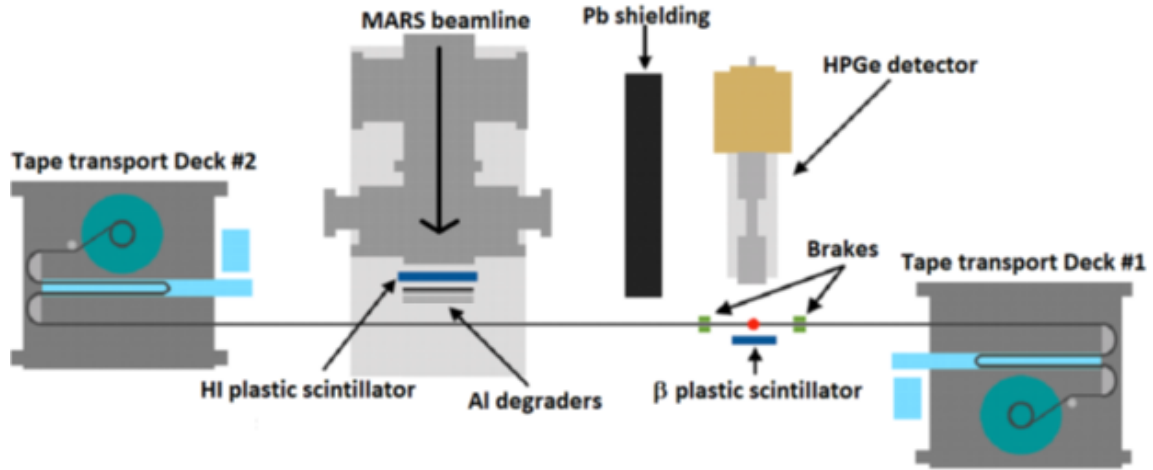 MARS beamline
Pb shielding
HPGe detector
Tape transport Deck #2
Brakes
Tape transport Deck #1
HI plastic scintillator
Al degraders
β plastic scintillator